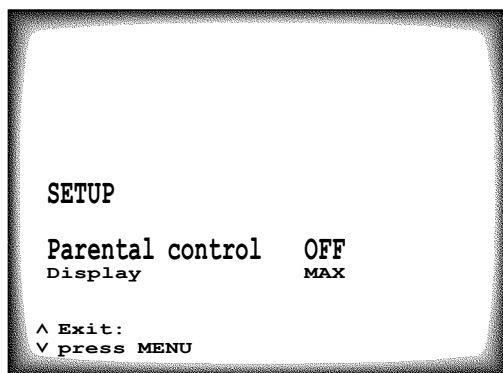 SETUP
Parental control OFF
Display MAX
∧ Exit:
∨ press MENU